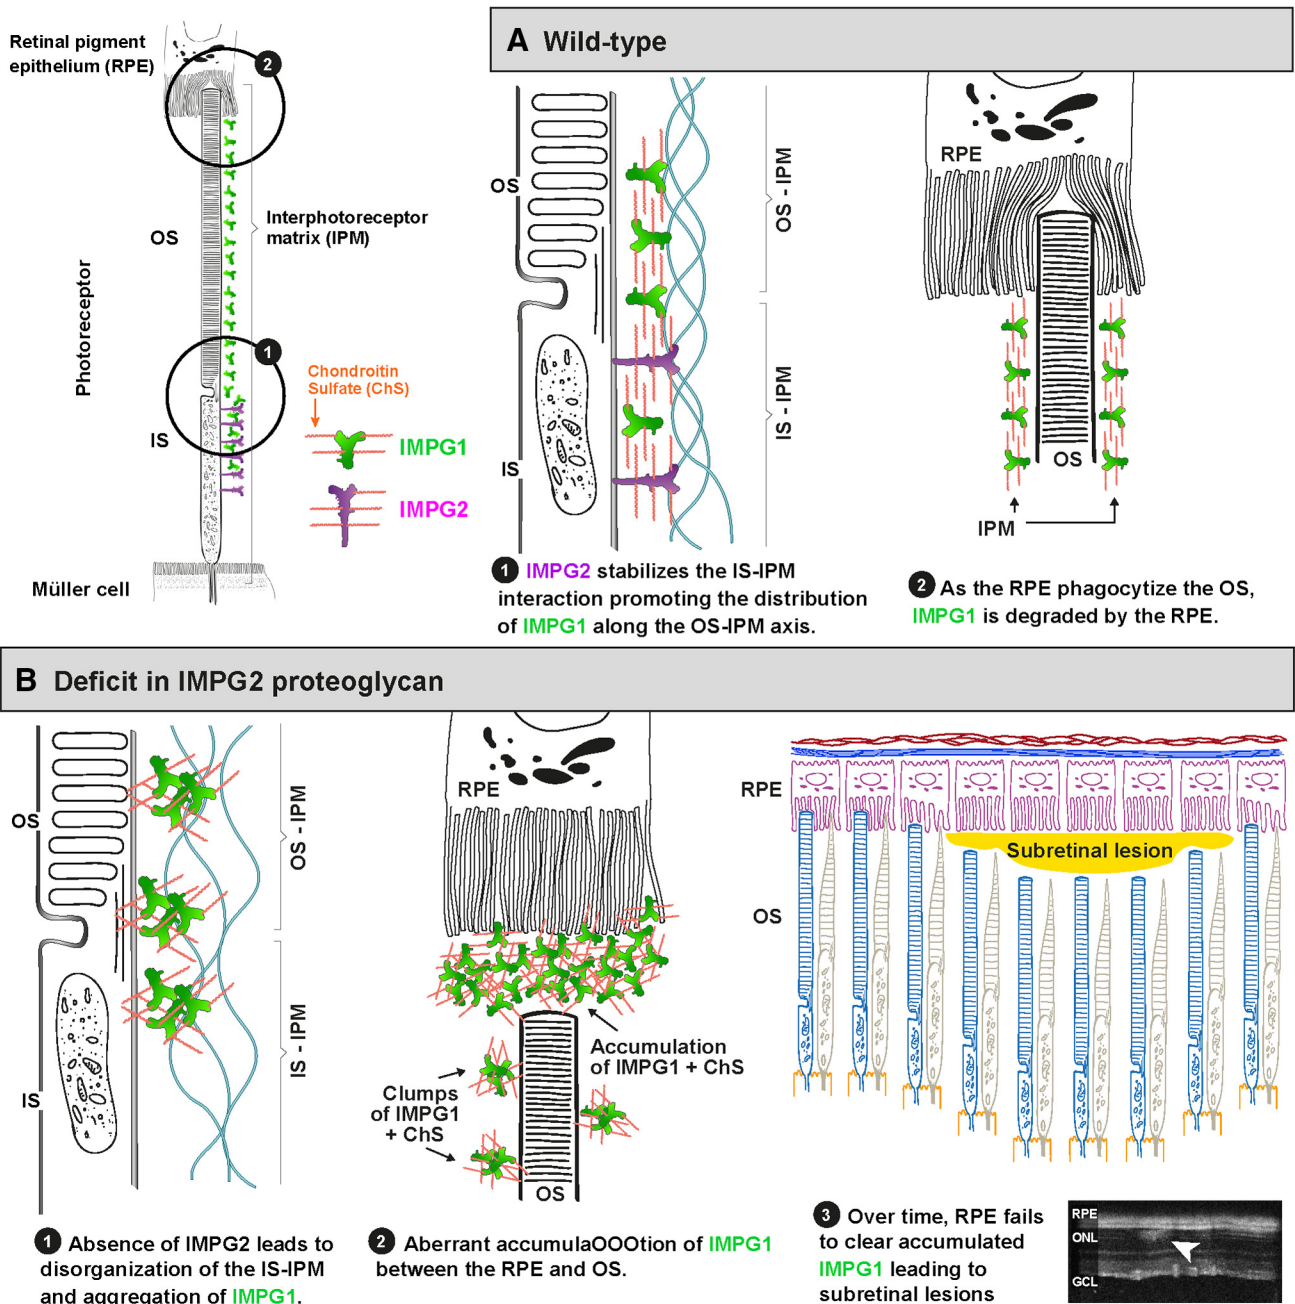 Retinal pigment
epithelium (RPE)
2
OS
Interphotoreceptor
matrix (IPM)
Photoreceptor
1
Chondroitin
Sulfate (ChS)
IS
IMPG1
IMPG2
Müller cell
A Wild-type
OS
OS - IPM
IS - IPM
IS
RPE
OS
IPM
1 IMPG2 stabilizes the IS-IPM
interaction promoting the distribution
of IMPG1 along the OS-IPM axis.
2 As the RPE phagocytize the OS,
IMPG1 is degraded by the RPE.
B Deficit in IMPG2 proteoglycan
OS
OS - IPM
IS - IPM
IS
RPE
Accumulation
of IMPG1 + ChS
Clumps
of IMPG1
+ ChS
OS
RPE
Subretinal lesion
OS
1 Absence of IMPG2 leads to
disorganization of the IS-IPM
and aggregation of IMPG1.
2 Aberrant accumulaOOOtion of IMPG1
between the RPE and OS.
3 Over time, RPE fails
to clear accumulated
IMPG1 leading to
subretinal lesions
RPE
ONL
GCL